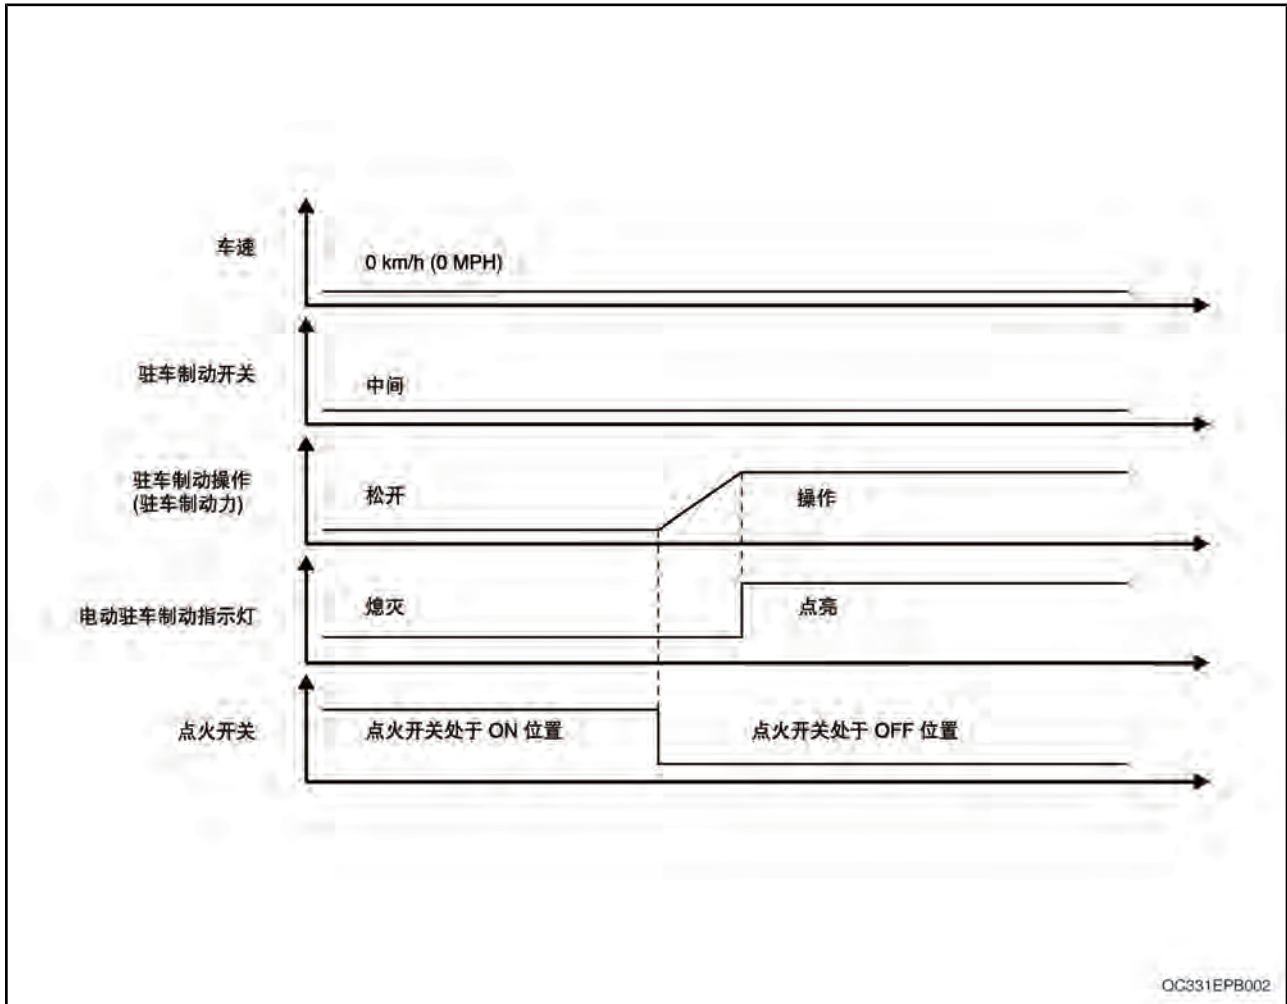 车速
0 km/h (0 MPH)
驻车制动开关
中间
驻车制动操作
(驻车制动力)
松开
操作
电动驻车制动指示灯
熄灭
点亮
点火开关
点火开关处于 ON 位置
点火开关处于 OFF 位置
OC331EPB002